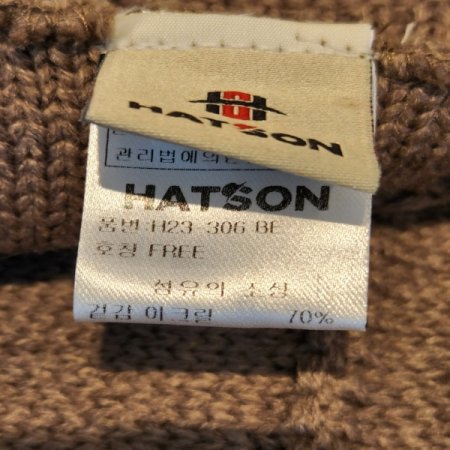 HATSON
관리법에의한
HATSON
품번 H23-306 BE
호칭 FREE
섬유의 조성
겉감 아크릴 70%